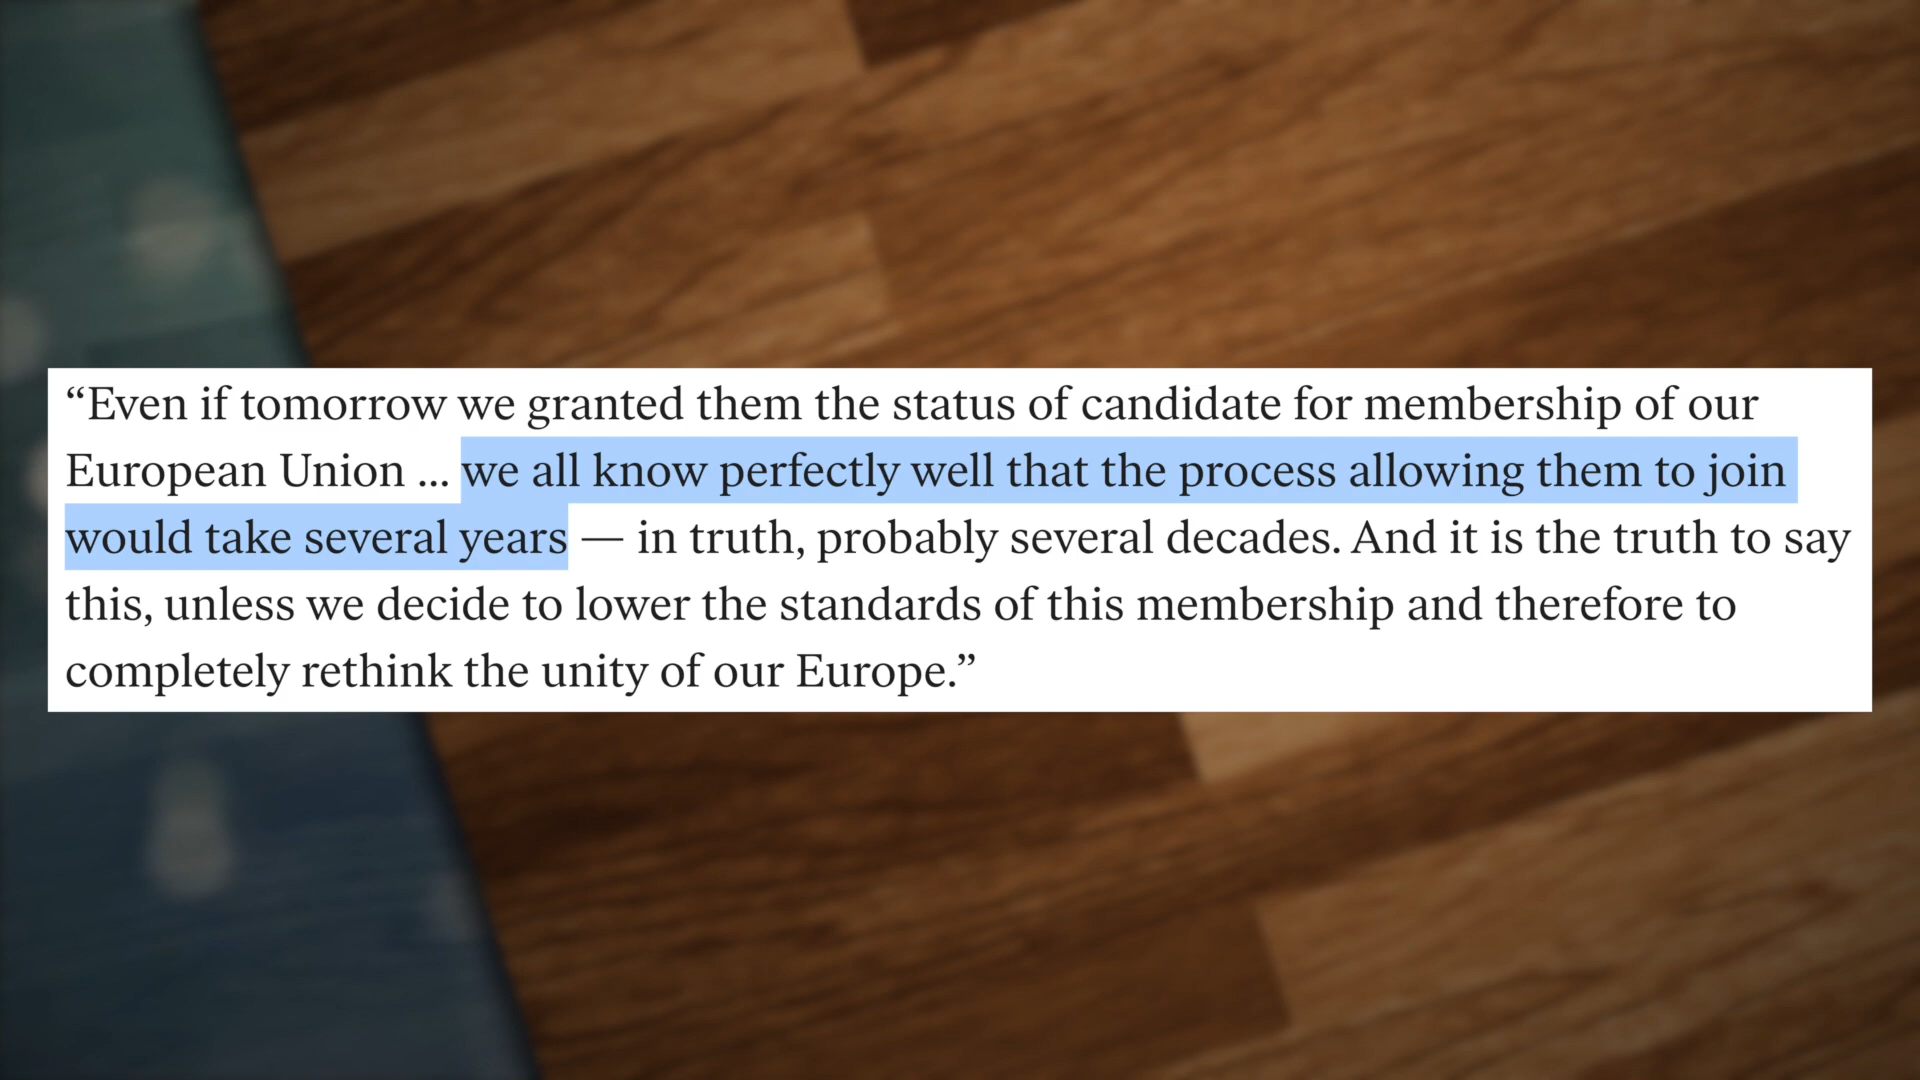 “Even if tomorrow we granted them the status of candidate for membership of our
European Union ... we all know perfectly well that the process allowing them to join
would take several years — in truth, probably several decades. And it is the truth to say
this, unless we decide to lower the standards of this membership and therefore to
completely rethink the unity of our Europe.”